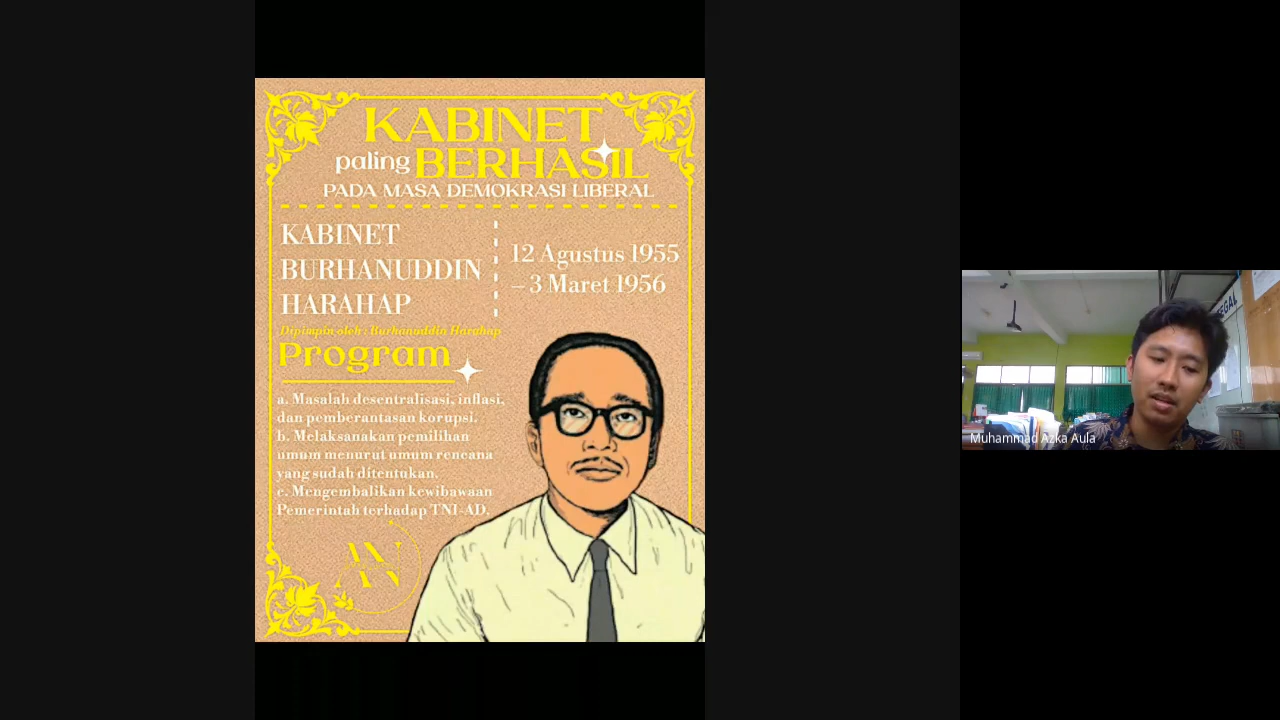 KABINET
paling BERHASIL
PADA MASA DEMOKRASI LIBERAL
KABINET
BURHANUDDIN
HARAHAP
12 Agustus 1955
– 3 Maret 1956
Dipimpin oleh : Burhanuddin Harahap
Program
a. Masalah desentralisasi, inflasi,
dan pemberantasan korupsi.
b. Melaksanakan pemilihan
umum menurut umum rencana
yang sudah ditentukan.
c. Mengembalikan kewibawaan
Pemerintah terhadap TNI-AD.
Muhammad Azka Aula